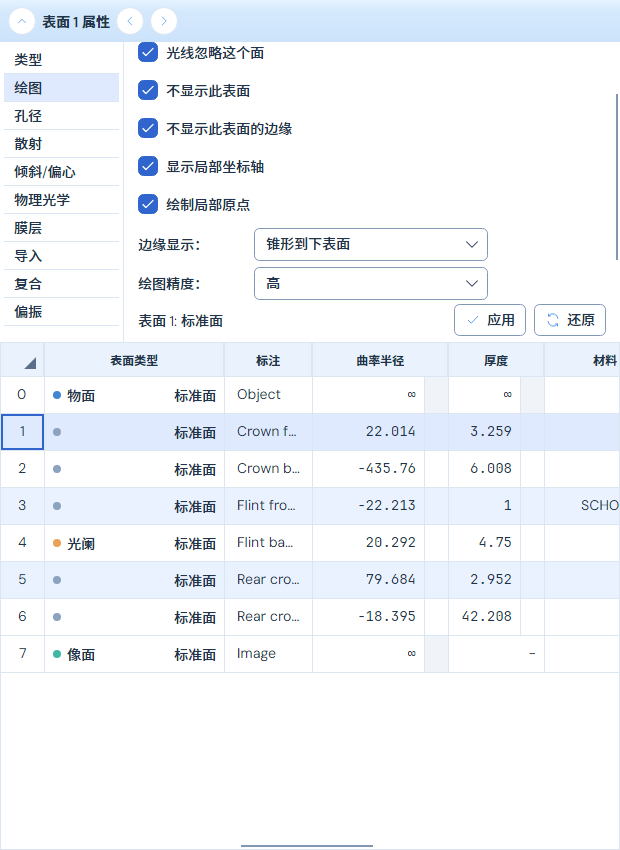 表面 1 属性
类型
绘图
孔径
散射
倾斜/偏心
物理光学
膜层
导入
复合
偏振
光线忽略这个面
不显示此表面
不显示此表面的边缘
显示局部坐标轴
绘制局部原点
边缘显示: 锥形到下表面
绘图精度: 高
表面 1: 标准面 应用 还原
表面类型 标注 曲率半径 厚度 材料
0 物面 标准面 Object ∞ ∞
1 标准面 Crown f... 22.014 3.259
2 标准面 Crown b... -435.76 6.008
3 标准面 Flint fro... -22.213 1 SCHO
4 光阑 标准面 Flint ba... 20.292 4.75
5 标准面 Rear cro... 79.684 2.952
6 标准面 Rear cro... -18.395 42.208
7 像面 标准面 Image ∞ -